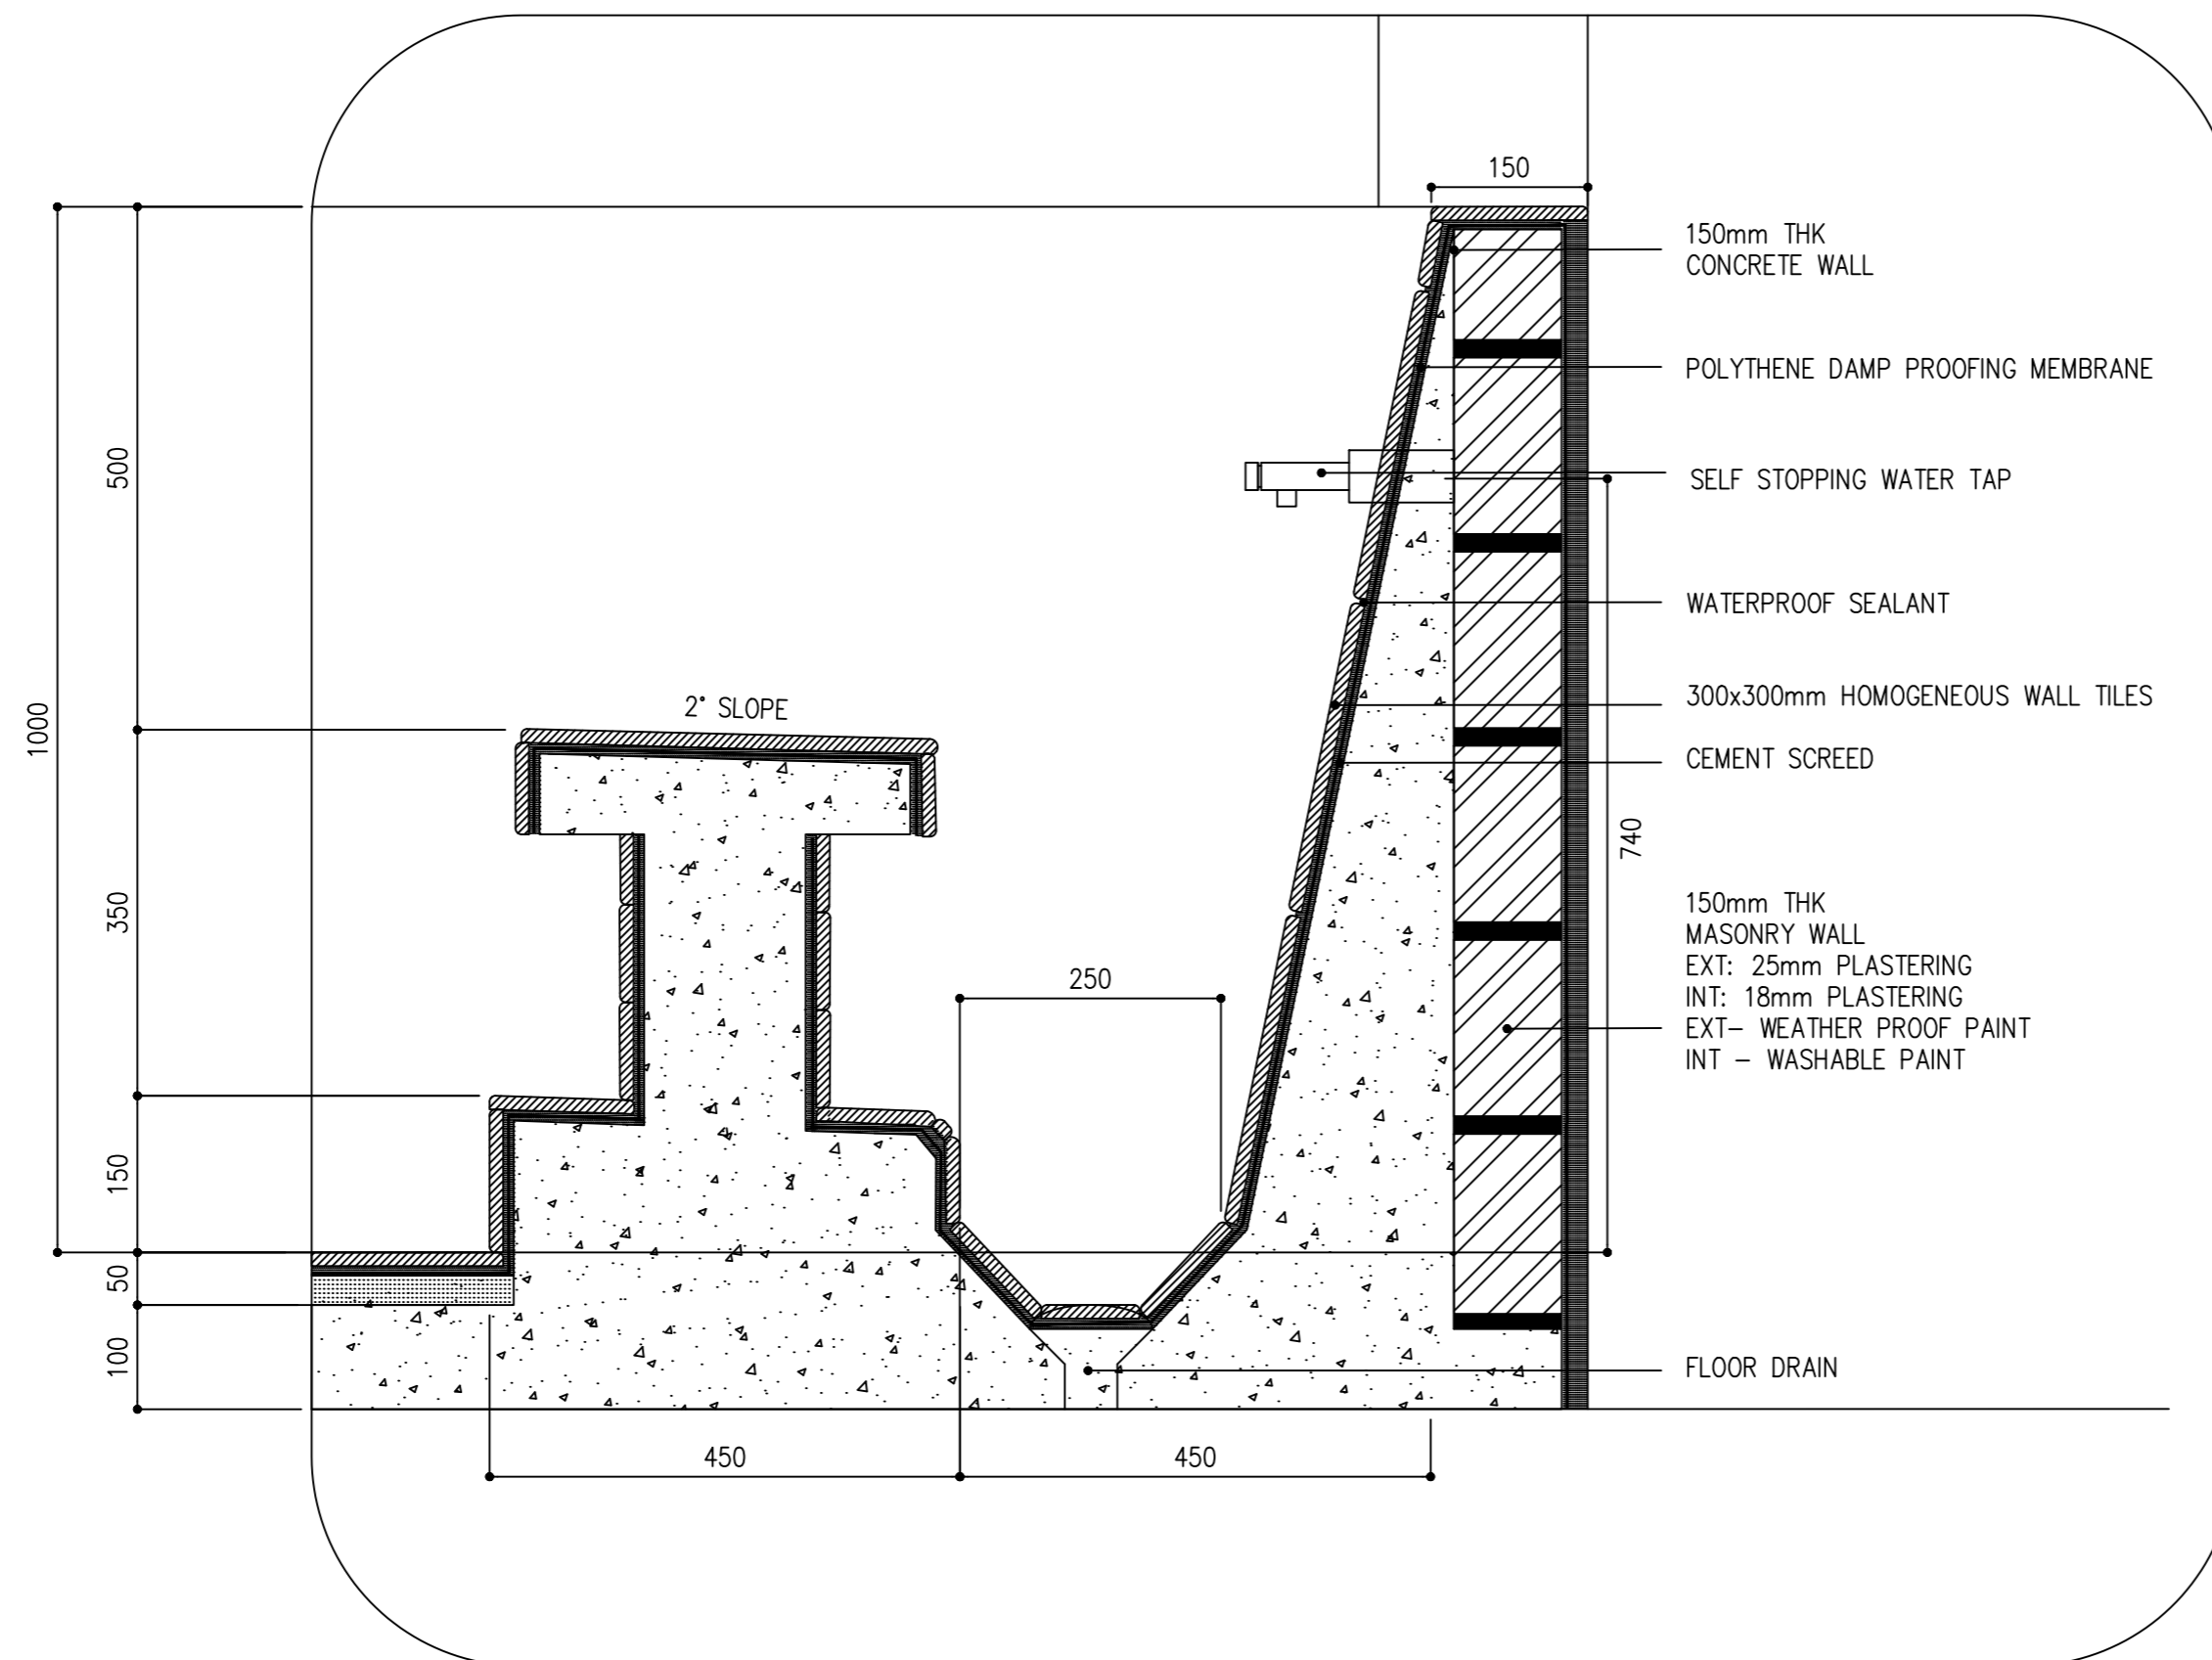 150
150mm THK
CONCRETE WALL
POLYTHENE DAMP PROOFING MEMBRANE
500
SELF STOPPING WATER TAP
WATERPROOF SEALANT
1000
2° SLOPE
300x300mm HOMOGENEOUS WALL TILES
CEMENT SCREED
740
350
250
150mm THK
MASONRY WALL
EXT: 25mm PLASTERING
INT: 18mm PLASTERING
EXT– WEATHER PROOF PAINT
INT – WASHABLE PAINT
150
50
100
FLOOR DRAIN
450
450